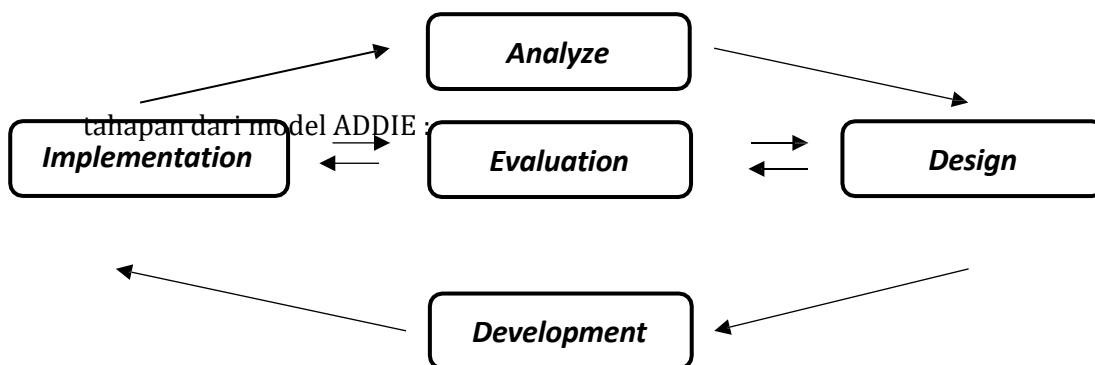 Analyze
tahapan dari model ADDIE :
Implementation
Evaluation
Design
Development